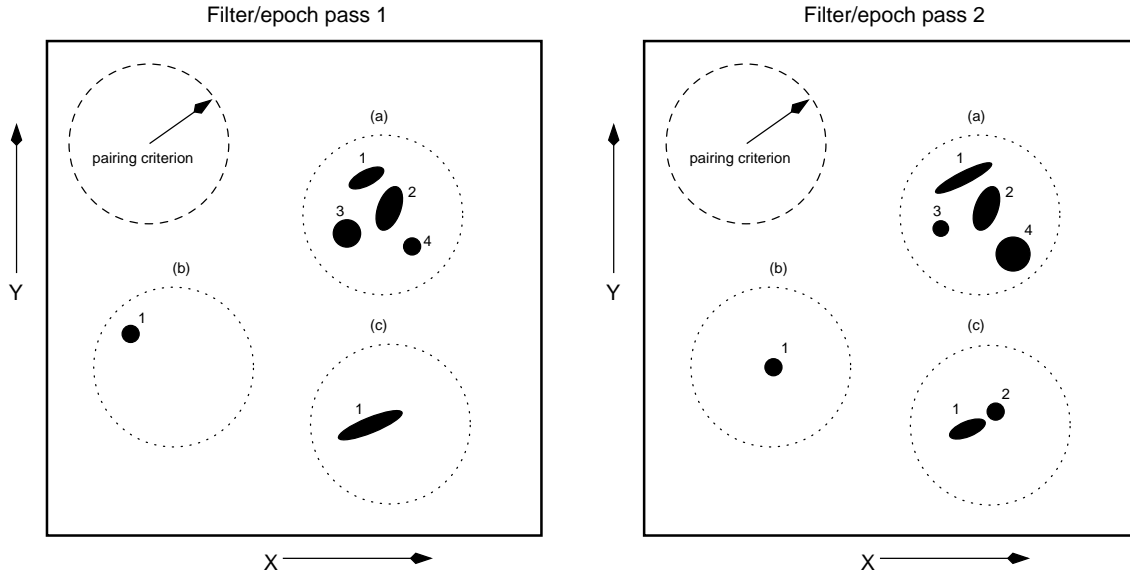 Filter/epoch pass 1
pairing criterion
(a)
1
2
3
4
(b)
1
(c)
1
Y
X
Filter/epoch pass 2
pairing criterion
(a)
1
2
3
4
(b)
1
(c)
1
2
Y
X